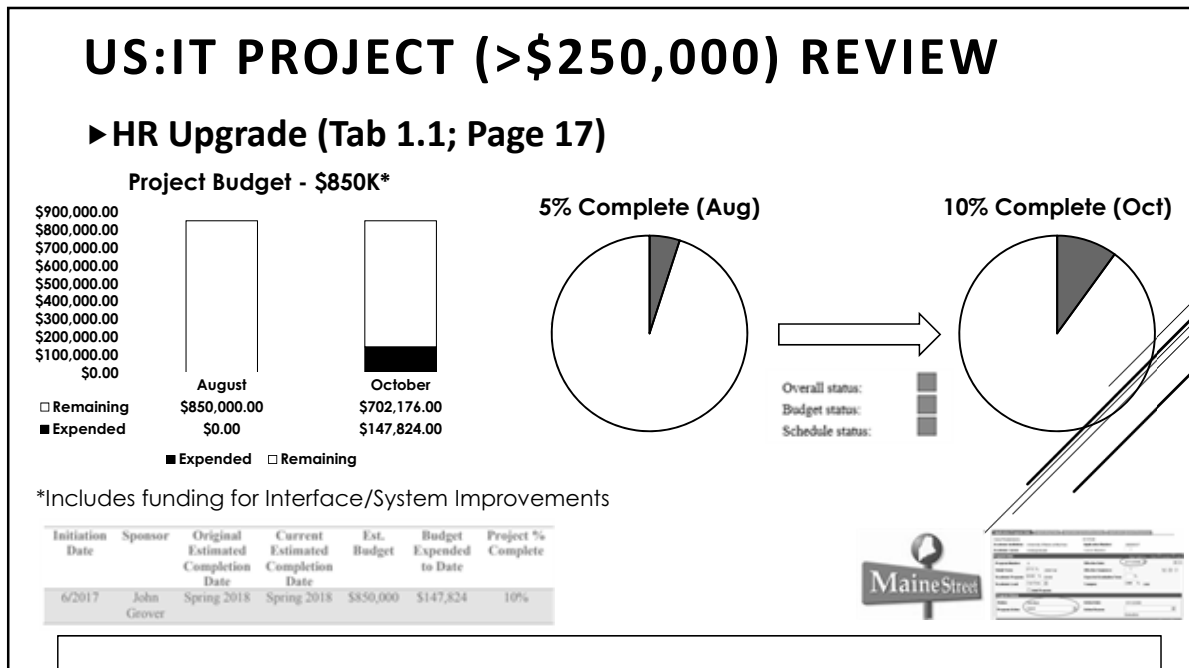 US:IT PROJECT (>$250,000) REVIEW
▶HR Upgrade (Tab 1.1; Page 17)
Project Budget - $850K*
$900,000.00
$800,000.00
$700,000.00
$600,000.00
$500,000.00
$400,000.00
$300,000.00
$200,000.00
$100,000.00
$0.00
August October
Remaining $850,000.00 $702,176.00
Expended $0.00 $147,824.00
Expended Remaining
5% Complete (Aug)
10% Complete (Oct)
Overall status:
Budget status:
Schedule status:
*Includes funding for Interface/System Improvements
Initiation Date Sponsor Original Estimated Completion Date Current Estimated Completion Date Est. Budget Budget Expended to Date Project % Complete
6/2017 John Grover Spring 2018 Spring 2018 $850,000 $147,824 10%
MaineStreet